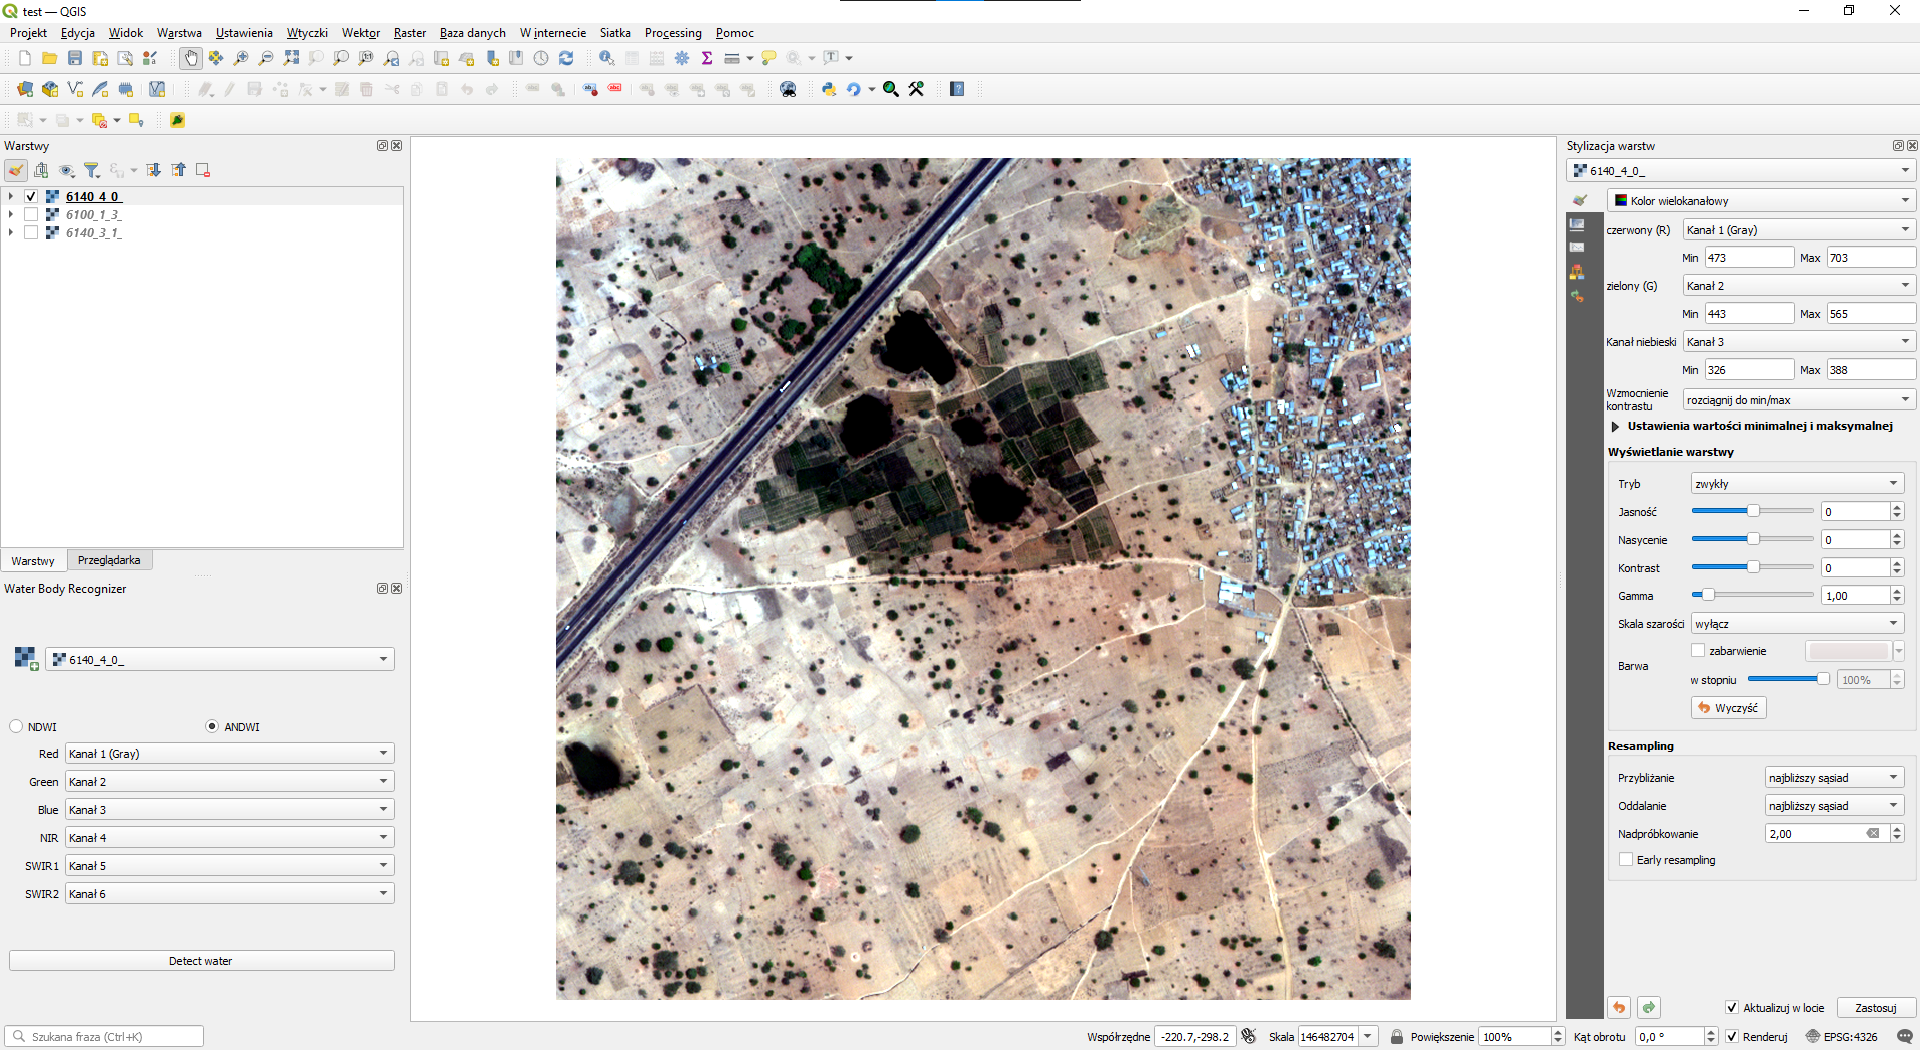 test — QGIS
Projekt Edycja Widok Warstwa Ustawienia Wtyczki Wektor Raster Baza danych W internecie Siatka Processing Pomoc
Warstwy
6140_4_0_
6100_1_3_
6140_3_1_
Warstwy Przeglądarka
Water Body Recognizer
6140_4_0_
NDWI ANDWI
Red Kanał 1 (Gray)
Green Kanał 2
Blue Kanał 3
NIR Kanał 4
SWIR1 Kanał 5
SWIR2 Kanał 6
Detect water
Stylizacja warstw
6140_4_0_
Kolor wielokanałowy
czerwony (R) Kanał 1 (Gray)
Min 473 Max 703
zielony (G) Kanał 2
Min 443 Max 565
Kanał niebieski Kanał 3
Min 326 Max 388
Wzmocnienie kontrastu rozciągnij do min/max
Ustawienia wartości minimalnej i maksymalnej
Wyświetlanie warstwy
Tryb zwykły
Jasność 0
Nasycenie 0
Kontrast 0
Gamma 1,00
Skala szarości wyłącz
Barwa zabarwienie
w stopniu 100%
Wyczyść
Resampling
Przybliżanie najbliższy sąsiad
Oddalanie najbliższy sąsiad
Nadpróbkowanie 2,00
Early resampling
Aktualizuj w locie Zastosuj
Szukana fraza (Ctrl+K) Współrzędne -220.7,-298.2 Skala 146482704 Powiększenie 100% Kąt obrotu 0,0 ° Renderuj EPSG:4326